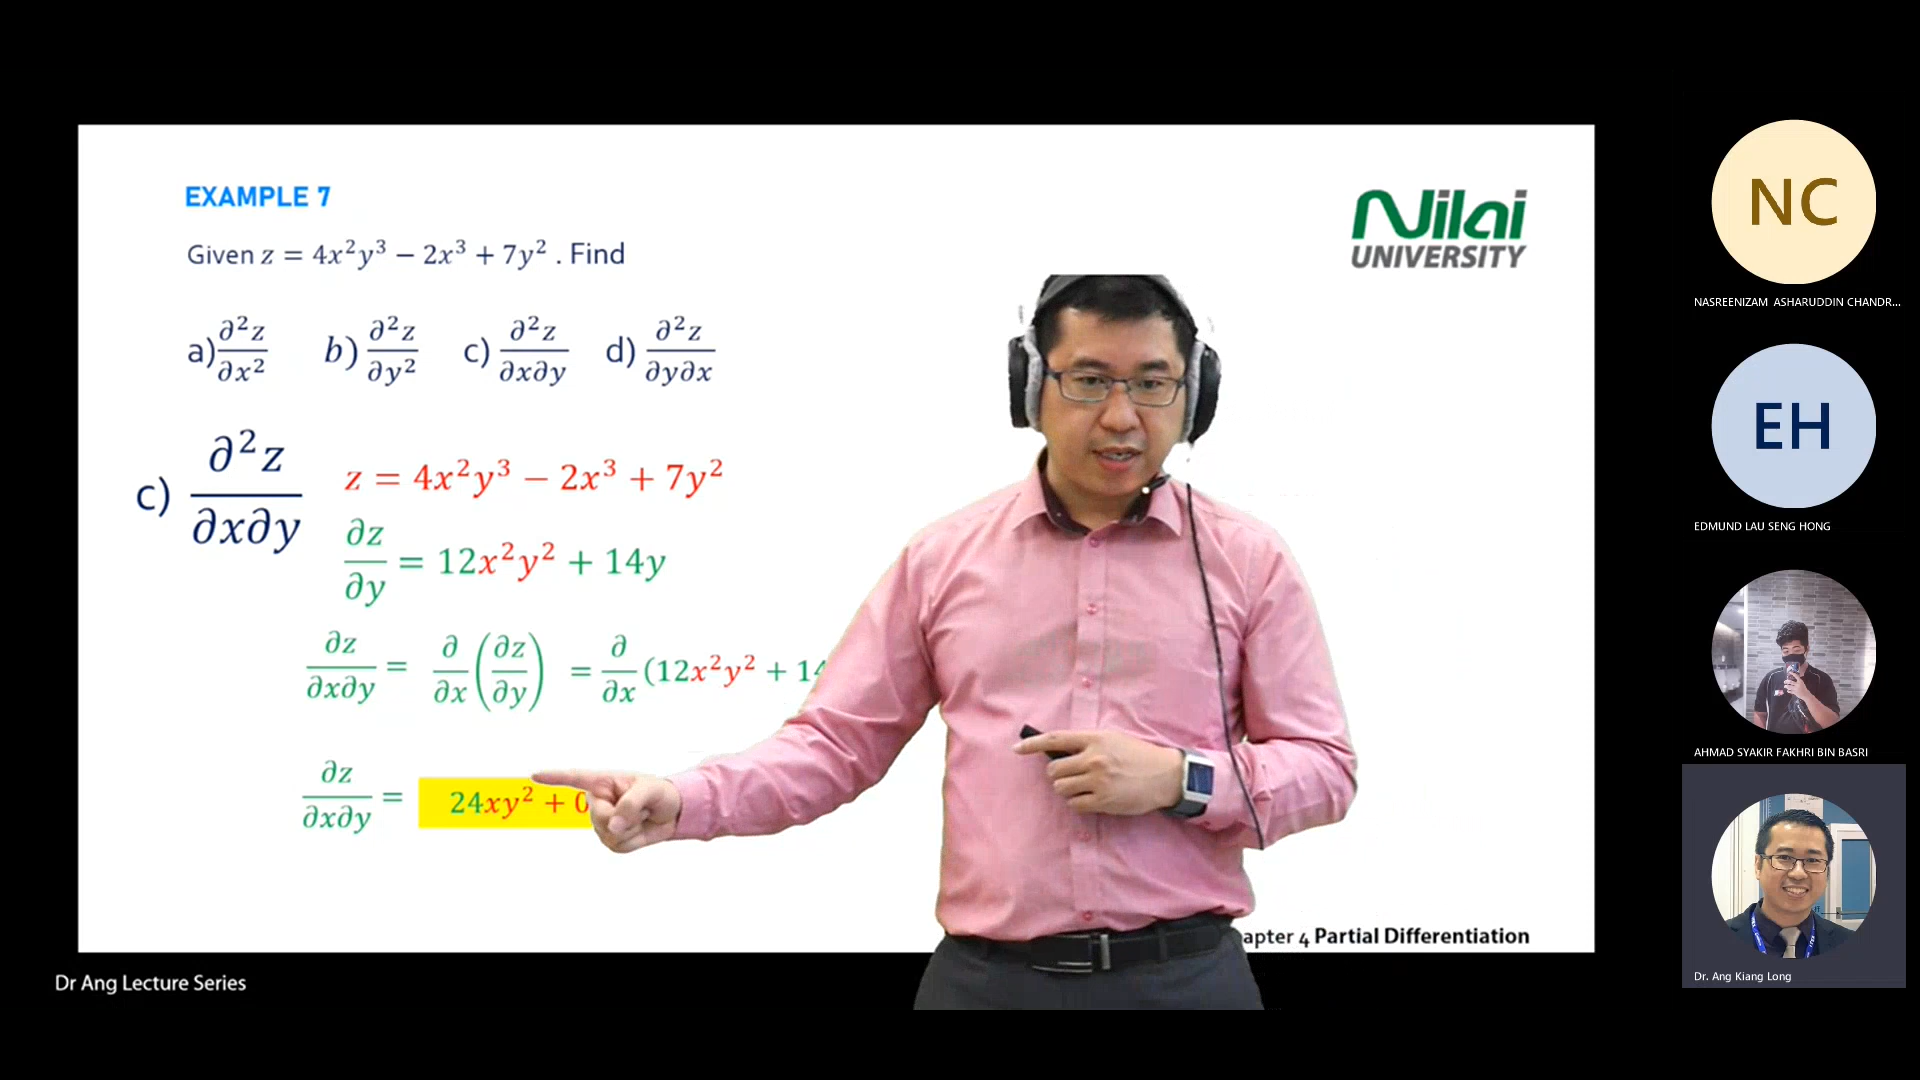 EXAMPLE 7
Given z = 4x²y³ − 2x³ + 7y² . Find
a) ∂²z/∂x² b) ∂²z/∂y² c) ∂²z/∂x∂y d) ∂²z/∂y∂x
c) ∂²z/∂x∂y z = 4x²y³ − 2x³ + 7y²
∂z/∂y = 12x²y² + 14y
∂z/∂x∂y = ∂/∂x (∂z/∂y) = ∂/∂x (12x²y² + 14
∂z/∂x∂y = 24xy² + 0
Nilai
UNIVERSITY
apter 4 Partial Differentiation
Dr Ang Lecture Series
NC
NASREENIZAM ASHARUDDIN CHANDR...
EH
EDMUND LAU SENG HONG
AHMAD SYAKIR FAKHRI BIN BASRI
Dr. Ang Kiang Long